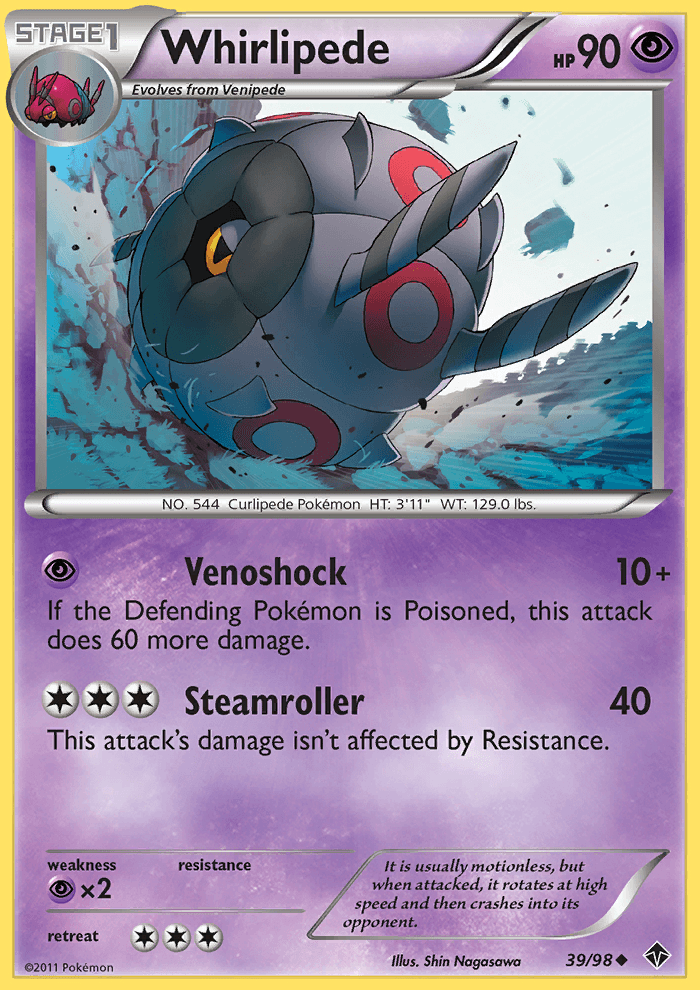 STAGE1
Whirlipede
HP90
Evolves from Venipede
NO. 544 Curlipede Pokémon HT: 3'11" WT: 129.0 lbs.
Venoshock 10+
If the Defending Pokémon is Poisoned, this attack
does 60 more damage.
Steamroller 40
This attack's damage isn't affected by Resistance.
weakness resistance
×2
retreat
It is usually motionless, but
when attacked, it rotates at high
speed and then crashes into its
opponent.
Illus. Shin Nagasawa 39/98
©2011 Pokémon